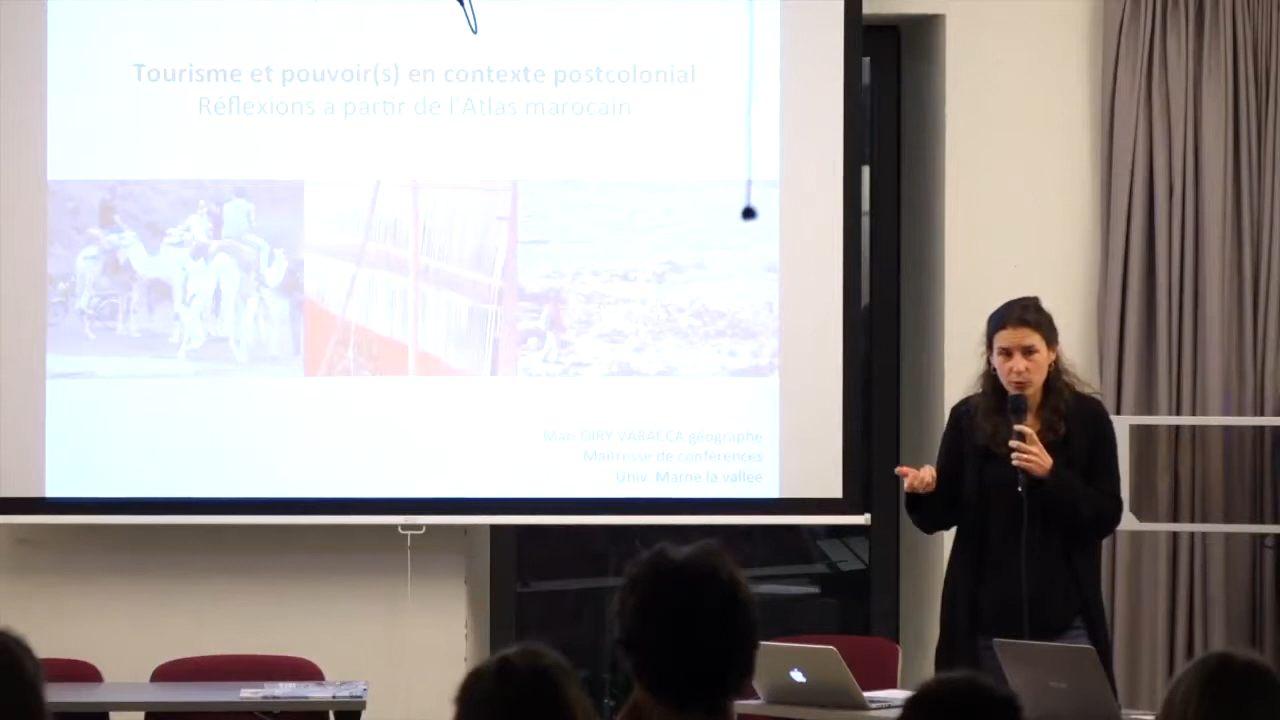 Tourisme et pouvoir(s) en contexte postcolonial
Réflexions à partir de l'Atlas marocain
Mari OIRY VARACCA géographe
Maitresse de conférences
Univ. Marne la vallée